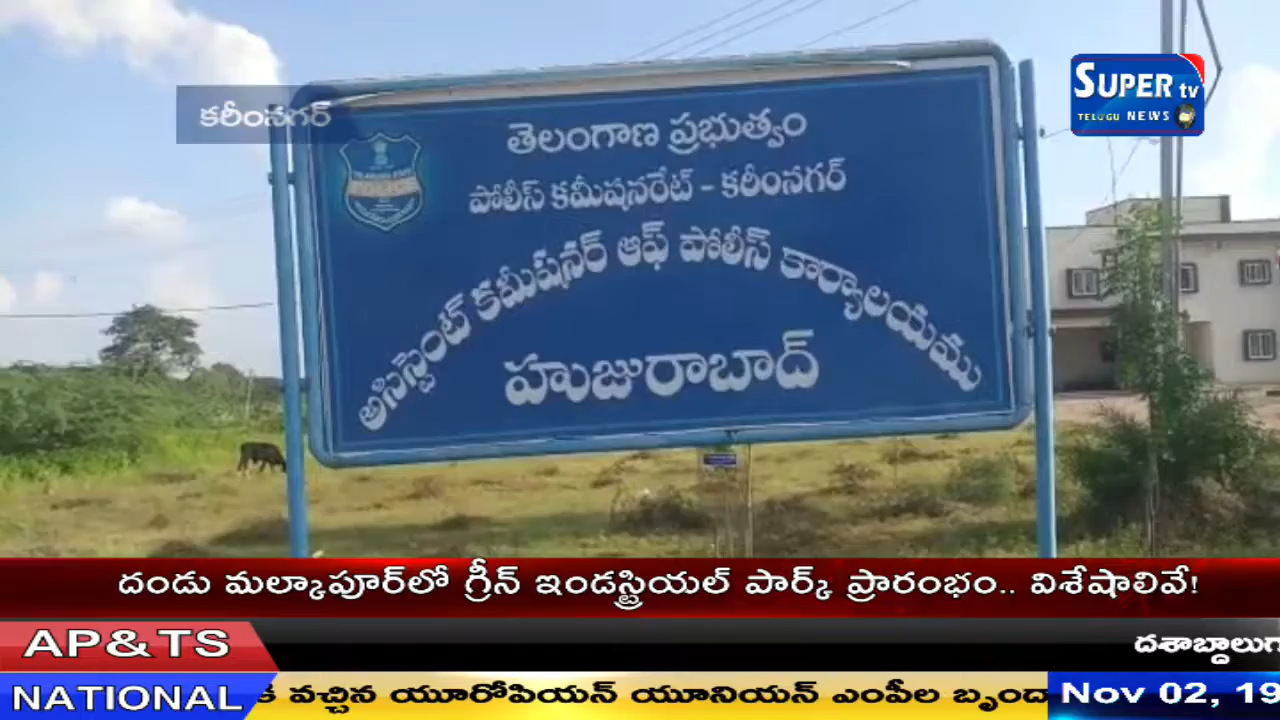 కరీంనగర్
SUPER tv
TELUGU NEWS
తెలంగాణ ప్రభుత్వం
పోలీస్ కమీషనరేట్ - కరీంనగర్
అసిస్టెంట్ కమీషనర్ ఆఫ్ పోలీస్ కార్యాలయము
హుజురాబాద్
POLICE
దండు మల్కాపూర్‌లో గ్రీన్ ఇండస్ట్రియల్ పార్క్ ప్రారంభం.. విశేషాలివే!
AP&TS
దశాబ్దాలుగ
NATIONAL
క వచ్చిన యూరోపియన్ యూనియన్ ఎంపీల బృందా
Nov 02, 19